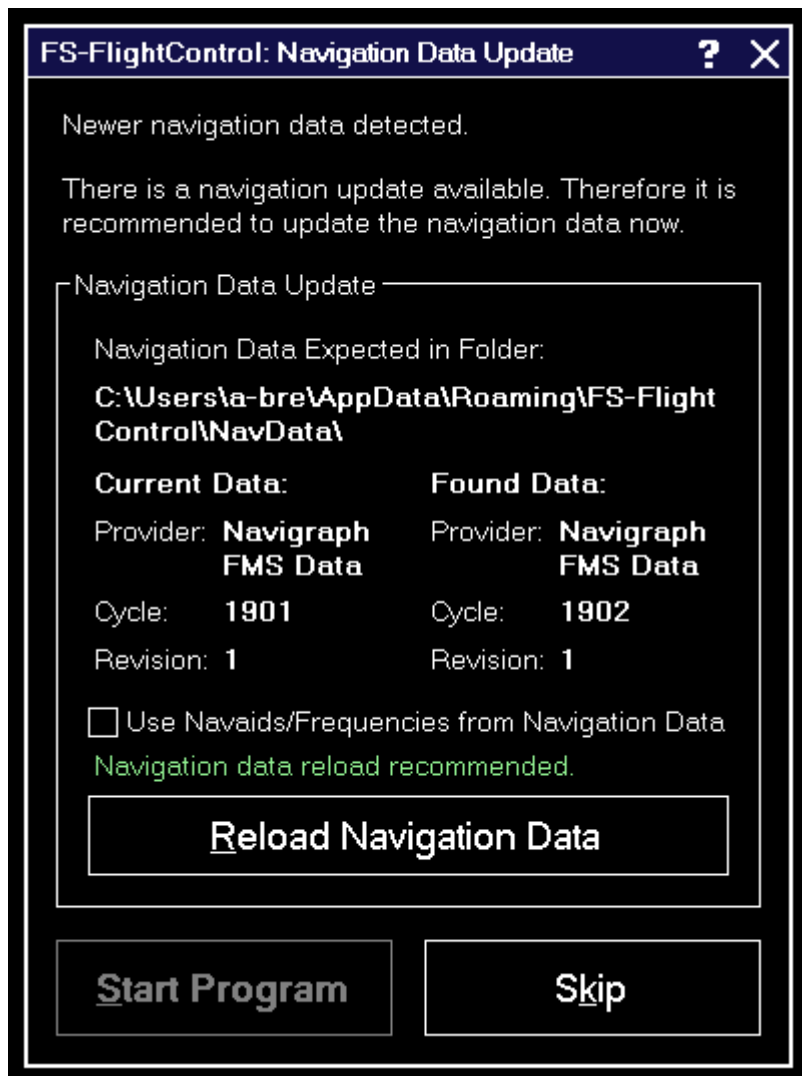 FS-FlightControl: Navigation Data Update ? X
Newer navigation data detected.
There is a navigation update available. Therefore it is
recommended to update the navigation data now.
Navigation Data Update
Navigation Data Expected in Folder:
C:\Users\a-bre\AppData\Roaming\FS-Flight
Control\NavData\
Current Data: Found Data:
Provider: Navigraph Provider: Navigraph
FMS Data FMS Data
Cycle: 1901 Cycle: 1902
Revision: 1 Revision: 1
Use Navaids/Frequencies from Navigation Data
Navigation data reload recommended.
Reload Navigation Data
Start Program Skip